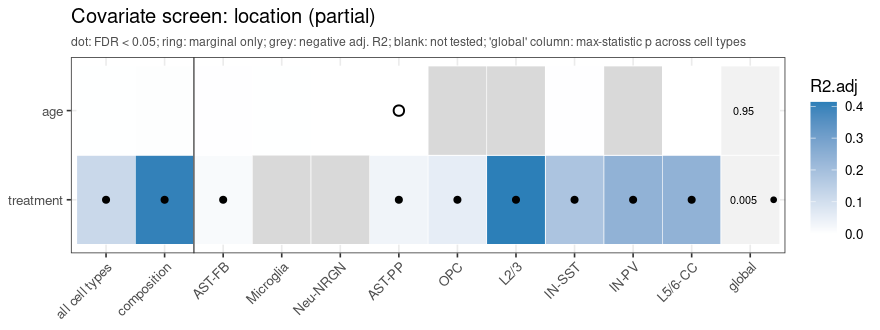 Covariate screen: location (partial)
dot: FDR < 0.05; ring: marginal only; grey: negative adj. R2; blank: not tested; 'global' column: max-statistic p across cell types
R2.adj
age
0.95
0.4
0.3
0.2
0.1
0.0
treatment
0.005
all cell types
composition
AST-FB
Microglia
Neu-NRGN
AST-PP
OPC
L2/3
IN-SST
IN-PV
L5/6-CC
global